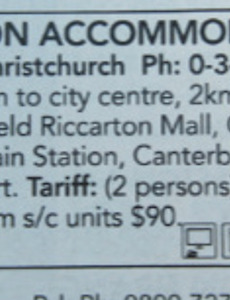 ON ACCOMMO
hristchurch Ph: 0-3
n to city centre, 2km
eld Riccarton Mall,
ain Station, Canterb
rt. Tariff: (2 persons
m s/c units $90